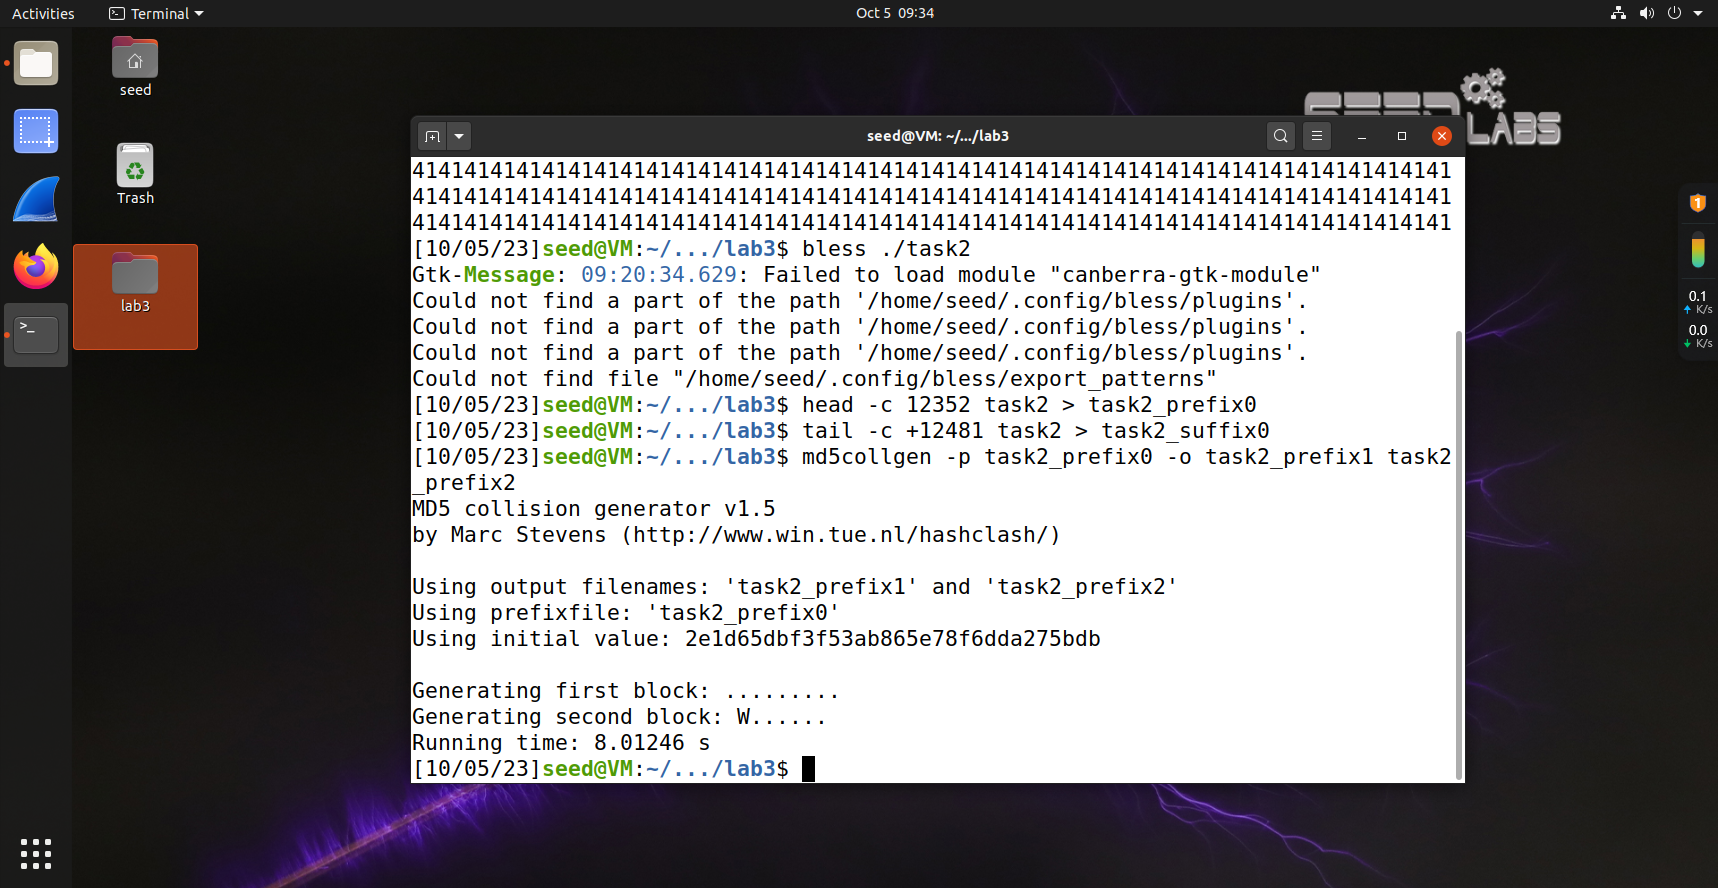 Activities
Terminal
Oct 5 09:34
seed
Trash
lab3
SEED
LABS
seed@VM: ~/.../lab3
41414141414141414141414141414141414141414141414141414141414141414141414141414141
41414141414141414141414141414141414141414141414141414141414141414141414141414141
41414141414141414141414141414141414141414141414141414141414141414141414141414141
[10/05/23]seed@VM:~/.../lab3$ bless ./task2
Gtk-Message: 09:20:34.629: Failed to load module "canberra-gtk-module"
Could not find a part of the path '/home/seed/.config/bless/plugins'.
Could not find a part of the path '/home/seed/.config/bless/plugins'.
Could not find a part of the path '/home/seed/.config/bless/plugins'.
Could not find file "/home/seed/.config/bless/export_patterns"
[10/05/23]seed@VM:~/.../lab3$ head -c 12352 task2 > task2_prefix0
[10/05/23]seed@VM:~/.../lab3$ tail -c +12481 task2 > task2_suffix0
[10/05/23]seed@VM:~/.../lab3$ md5collgen -p task2_prefix0 -o task2_prefix1 task2
_prefix2
MD5 collision generator v1.5
by Marc Stevens (http://www.win.tue.nl/hashclash/)
Using output filenames: 'task2_prefix1' and 'task2_prefix2'
Using prefixfile: 'task2_prefix0'
Using initial value: 2e1d65dbf3f53ab865e78f6dda275bdb
Generating first block: .........
Generating second block: W......
Running time: 8.01246 s
[10/05/23]seed@VM:~/.../lab3$
1
0.1
K/s
0.0
K/s